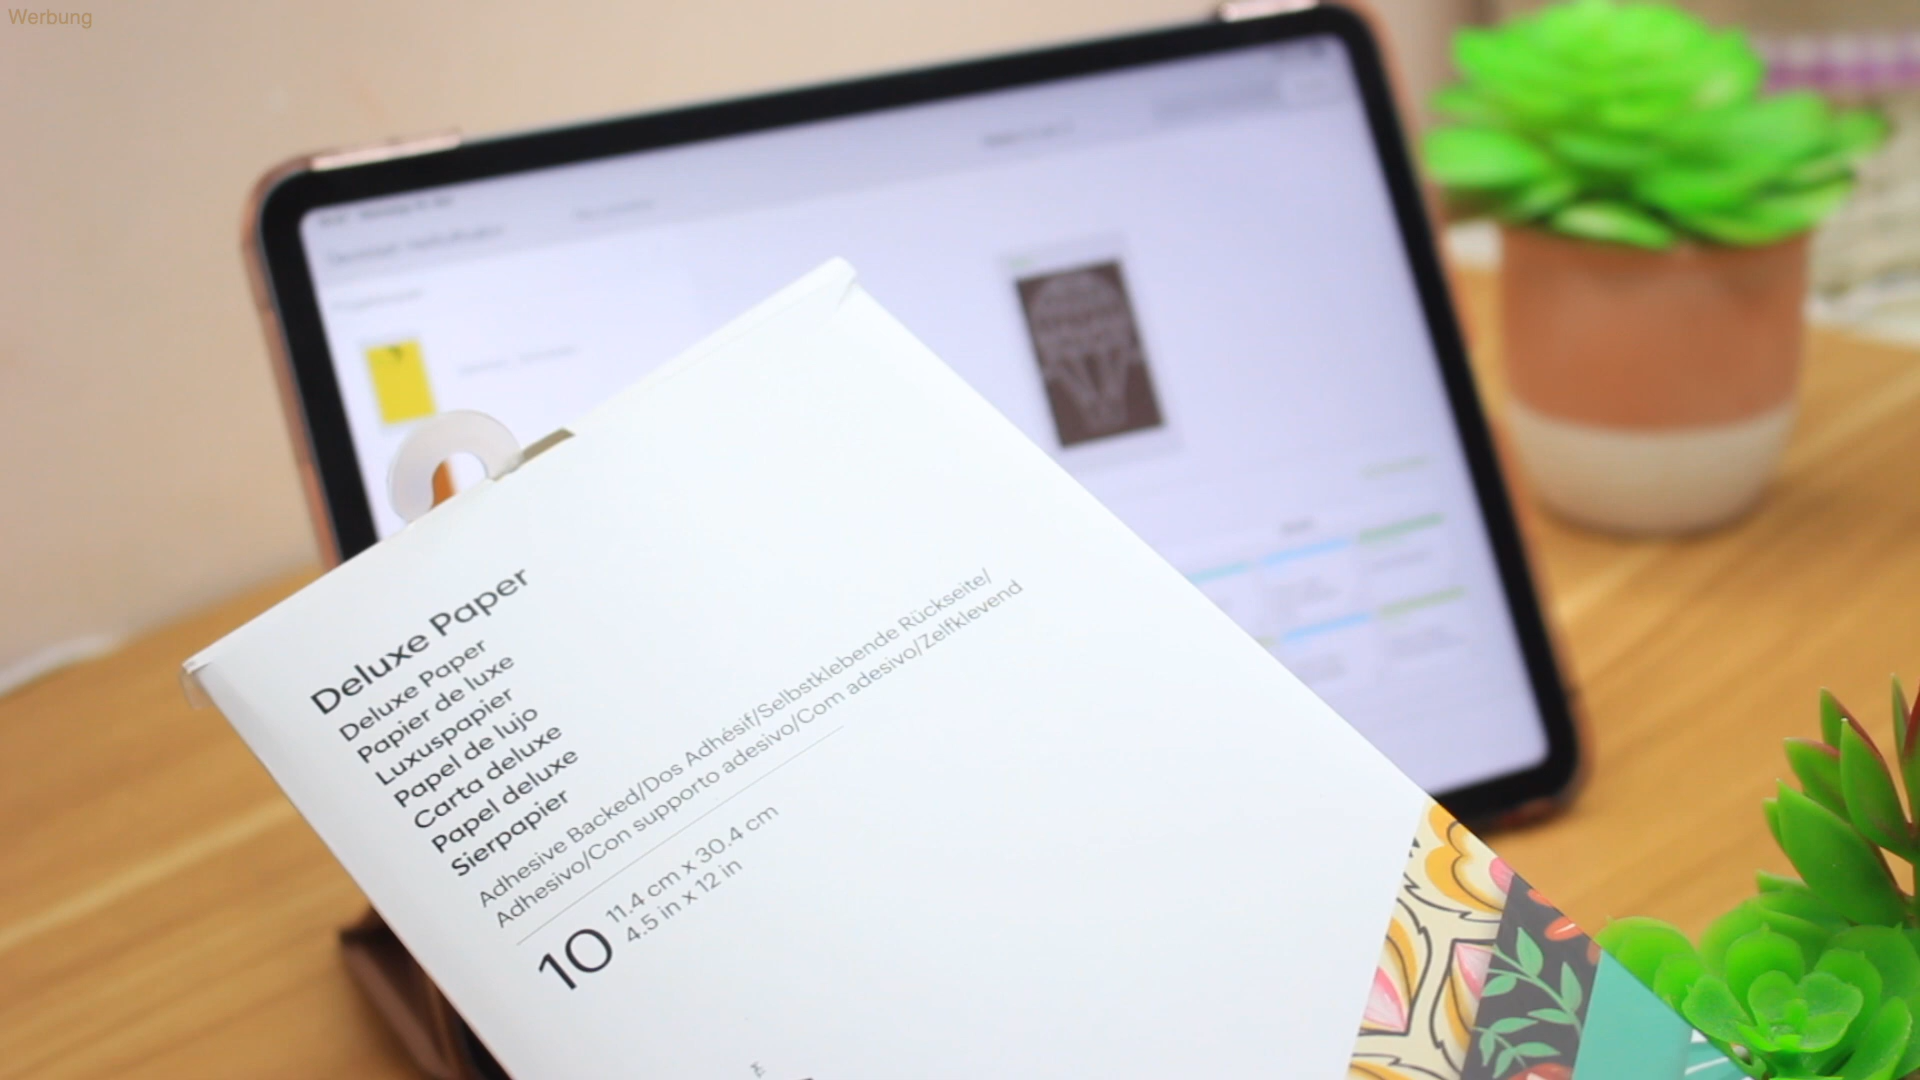 Werbung
Deluxe Paper
Deluxe Paper
Papier de luxe
Luxuspapier
Papel de lujo
Carta deluxe
Papel deluxe
Sierpapier
Adhesive Backed/Dos Adhésif/Selbstklebende Rückseite/
Adhesivo/Con supporto adesivo/Com adesivo/Zelfklevend
10
11.4 cm x 30.4 cm
4.5 in x 12 in